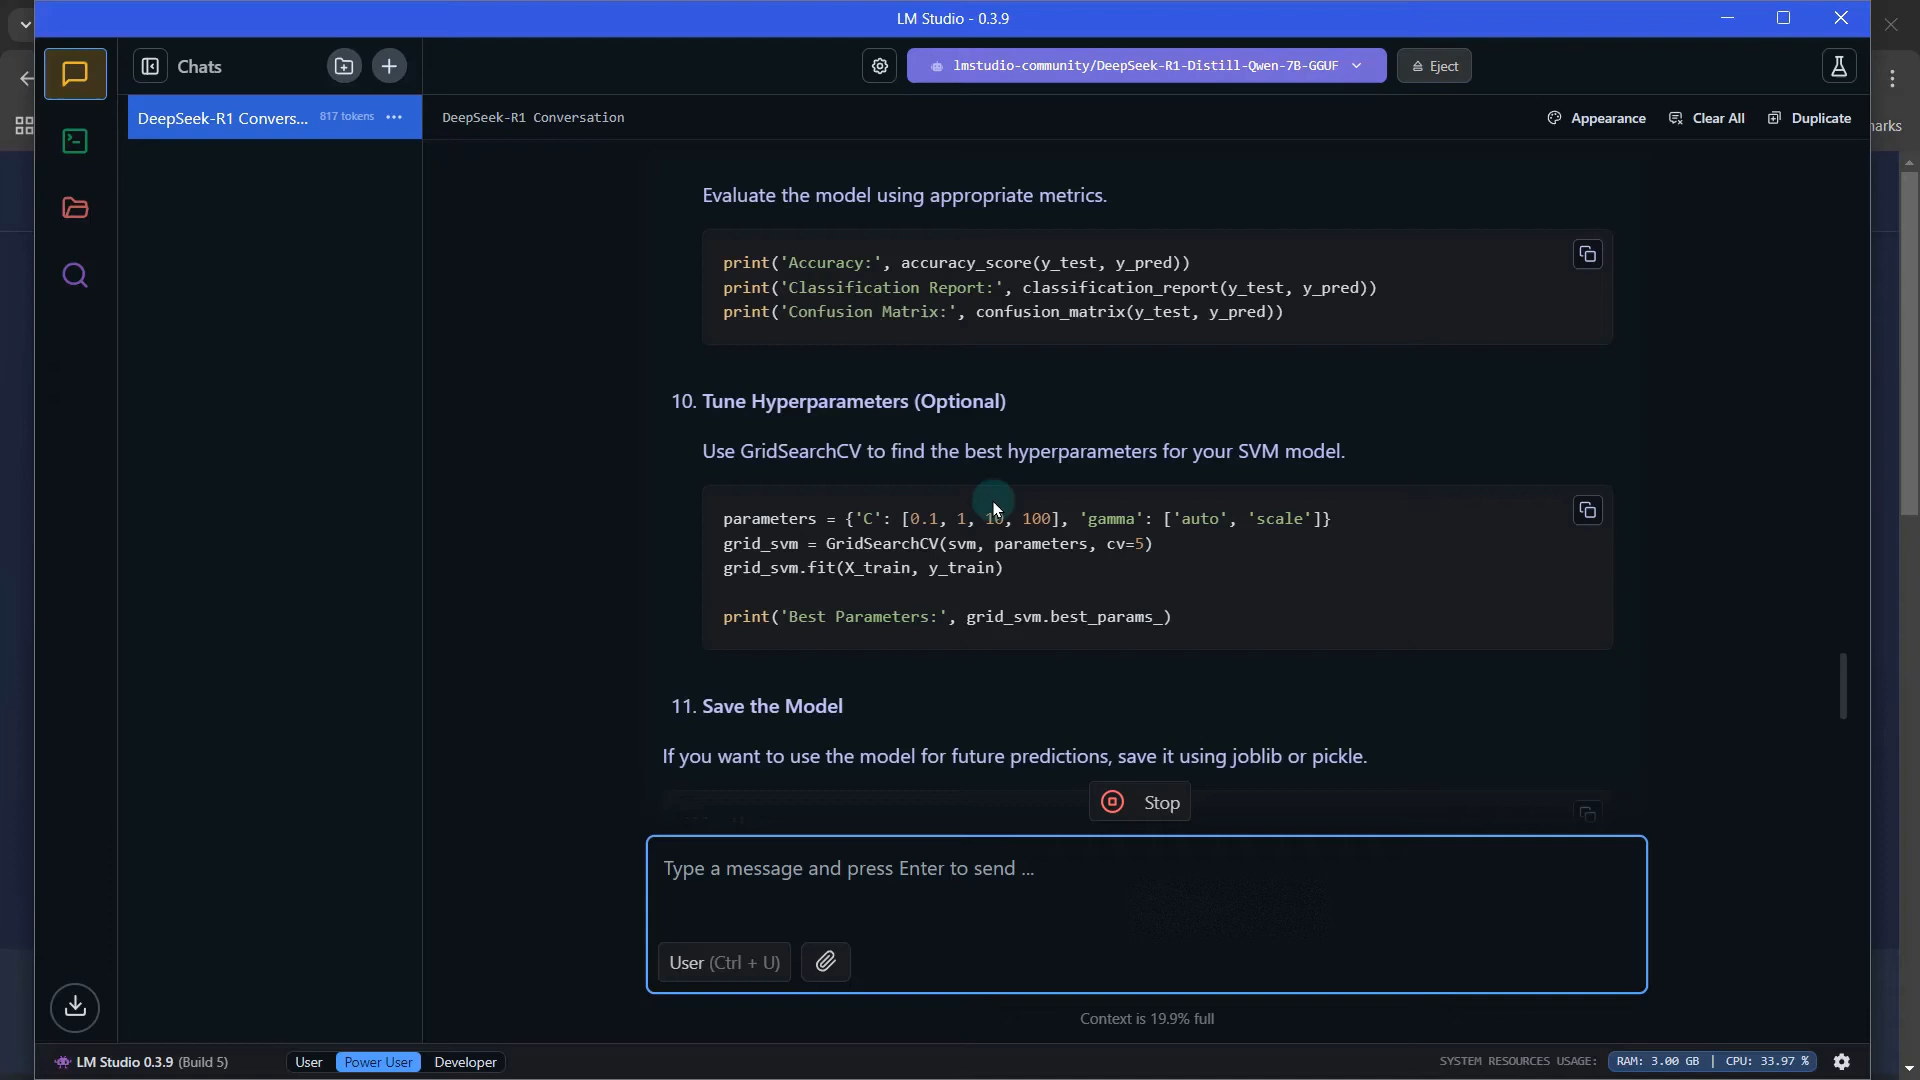 LM Studio - 0.3.9
Chats
lmstudio-community/DeepSeek-R1-Distill-Qwen-7B-GGUF
Eject
DeepSeek-R1 Convers...
817 tokens
DeepSeek-R1 Conversation
Appearance
Clear All
Duplicate
arks
Evaluate the model using appropriate metrics.
print('Accuracy:', accuracy_score(y_test, y_pred))
print('Classification Report:', classification_report(y_test, y_pred))
print('Confusion Matrix:', confusion_matrix(y_test, y_pred))
10. Tune Hyperparameters (Optional)
Use GridSearchCV to find the best hyperparameters for your SVM model.
parameters = {'C': [0.1, 1, 10, 100], 'gamma': ['auto', 'scale']}
grid_svm = GridSearchCV(svm, parameters, cv=5)
grid_svm.fit(X_train, y_train)
print('Best Parameters:', grid_svm.best_params_)
11. Save the Model
If you want to use the model for future predictions, save it using joblib or pickle.
Stop
Type a message and press Enter to send ...
User (Ctrl + U)
Context is 19.9% full
LM Studio 0.3.9 (Build 5)
User
Power User
Developer
SYSTEM RESOURCES USAGE:
RAM: 3.00 GB | CPU: 33.97 %